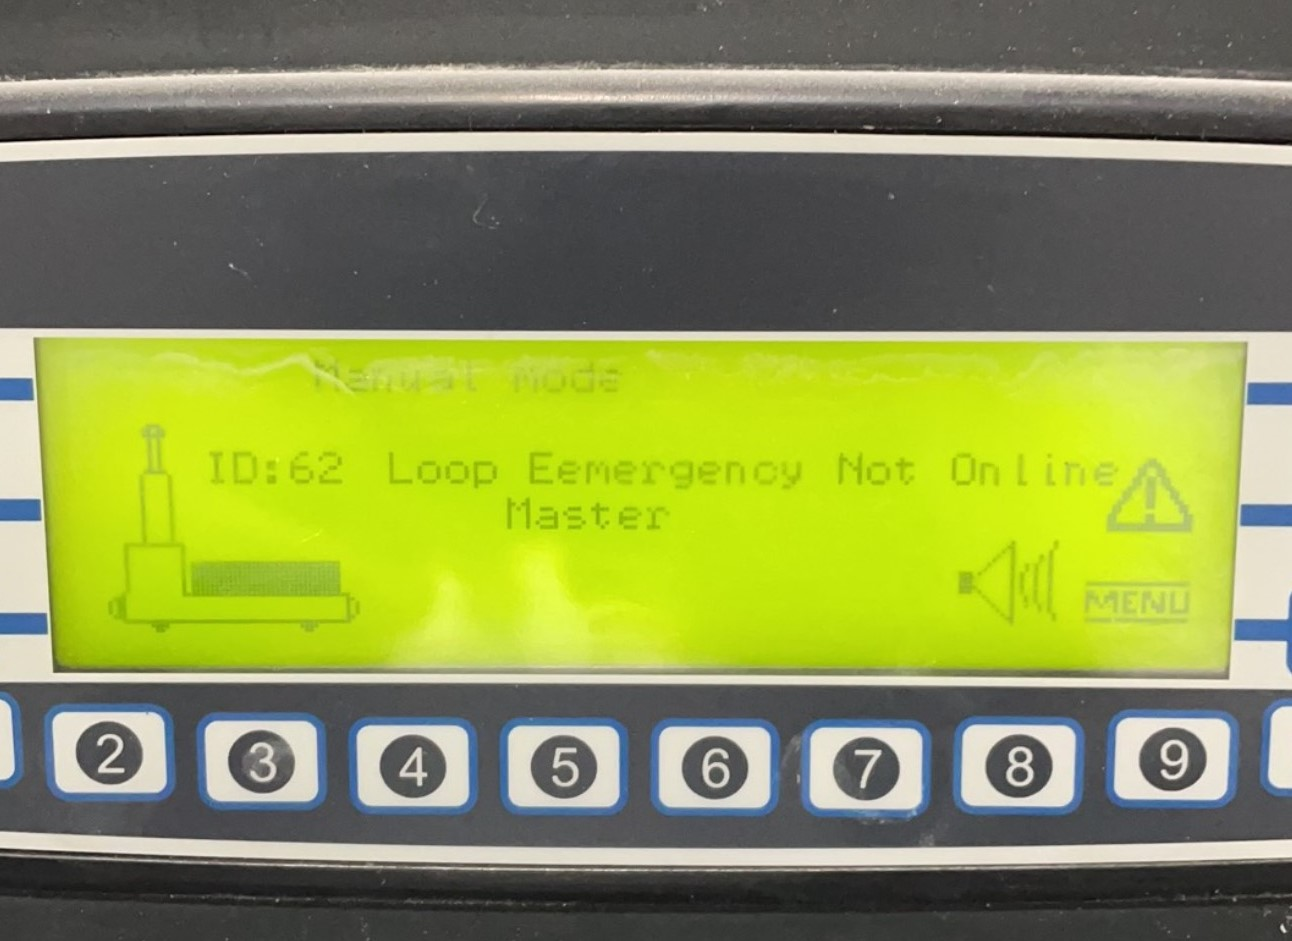 Manual Mode
ID:62 Loop Eemergency Not Online
Master
MENU
2 3 4 5 6 7 8 9